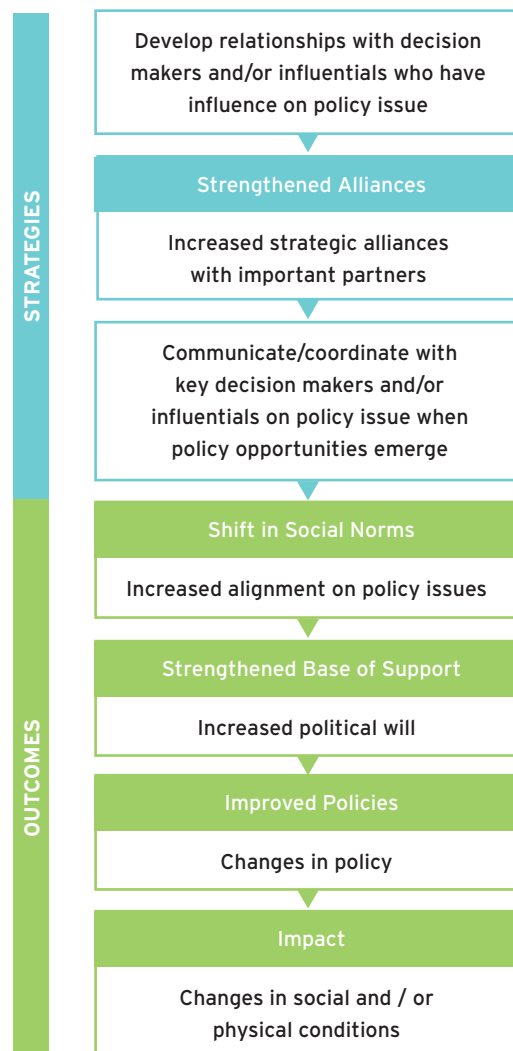 STRATEGIES
Develop relationships with decision
makers and/or influentials who have
influence on policy issue
Strengthened Alliances
Increased strategic alliances
with important partners
Communicate/coordinate with
key decision makers and/or
influentials on policy issue when
policy opportunities emerge
OUTCOMES
Shift in Social Norms
Increased alignment on policy issues
Strengthened Base of Support
Increased political will
Improved Policies
Changes in policy
Impact
Changes in social and / or
physical conditions